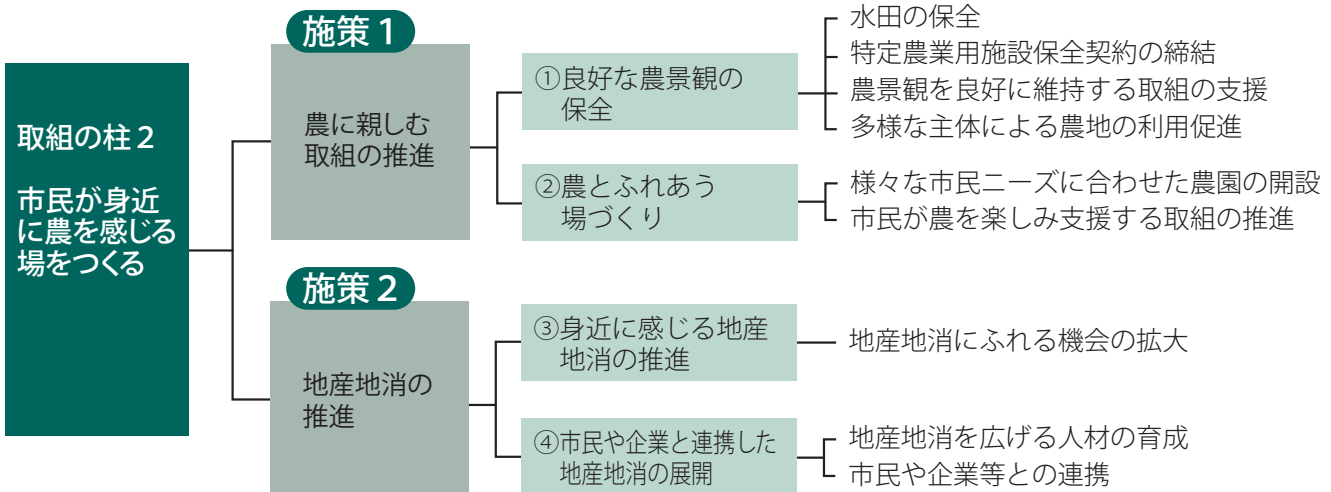 取組の柱2
市民が身近
に農を感じる
場をつくる
施策1
農に親しむ
取組の推進
①良好な農景観の
保全
水田の保全
特定農業用施設保全契約の締結
農景観を良好に維持する取組の支援
多様な主体による農地の利用促進
②農とふれあう
場づくり
様々な市民ニーズに合わせた農園の開設
市民が農を楽しみ支援する取組の推進
施策2
地産地消の
推進
③身近に感じる地産
地消の推進
地産地消にふれる機会の拡大
④市民や企業と連携した
地産地消の展開
地産地消を広げる人材の育成
市民や企業等との連携